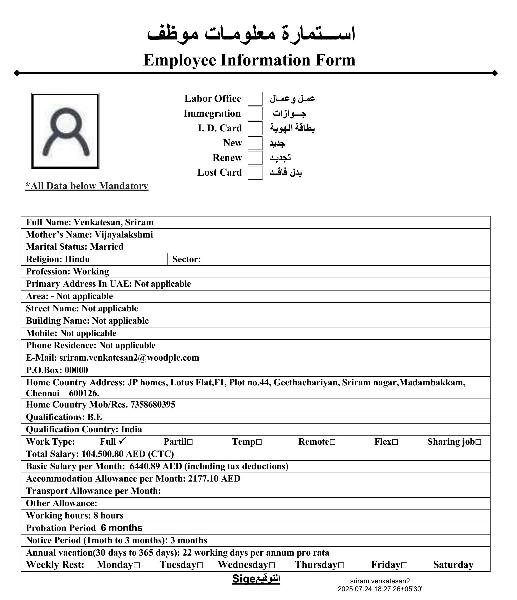 استمارة معلومات موظف
Employee Information Form
Labor Office عمل وعمال
Immegration جوازات
I. D. Card بطاقة الهوية
New جديد
Renew تجديد
Lost Card بدل فاقد
*All Data below Mandatory
Full Name: Venkatesan, Sriram
Mother's Name: Vijayalakshmi
Marital Status: Married
Religion: Hindu Sector:
Profession: Working
Primary Address In UAE: Not applicable
Area: - Not applicable
Street Name: Not applicable
Building Name: Not applicable
Mobile: Not applicable
Phone Residence: Not applicable
E-Mail: sriram.venkatesan2@woodplc.com
P.O.Box: 00000
Home Country Address: JP homes, Lotus Flat,F1, Plot no.44, Geethachariyan, Sriram nagar,Madambakkam,
Chennai 600126.
Home Country Mob/Res. 7358680395
Qualifications: B.E
Qualification Country: India
Work Type: Full ✓ Partil□ Temp□ Remote□ Flex□ Sharing job□
Total Salary: 104.500.80 AED (CTC)
Basic Salary per Month: 6440.89 AED (including tax deductions)
Accommodation Allowance per Month: 2177.10 AED
Transport Allowance per Month:
Other Allowance:
Working hours: 8 hours
Probation Period 6 months
Notice Period (1moth to 3 months): 3 months
Annual vacation(30 days to 365 days): 22 working days per annum pro rata
Weekly Rest: Monday□ Tuesday□ Wednesday□ Thursday□ Friday□ Saturday
Sige التوقيع
sriram.venkatesan2
2025.07.24 18:27:26+05'30'